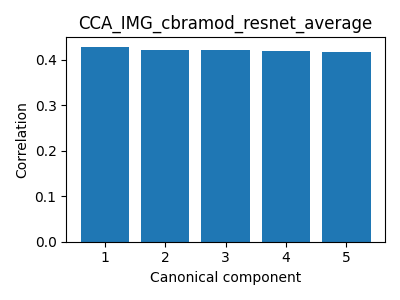 CCA_IMG_cbramod_resnet_average
Correlation
0.4
0.3
0.2
0.1
0.0
1 2 3 4 5
Canonical component